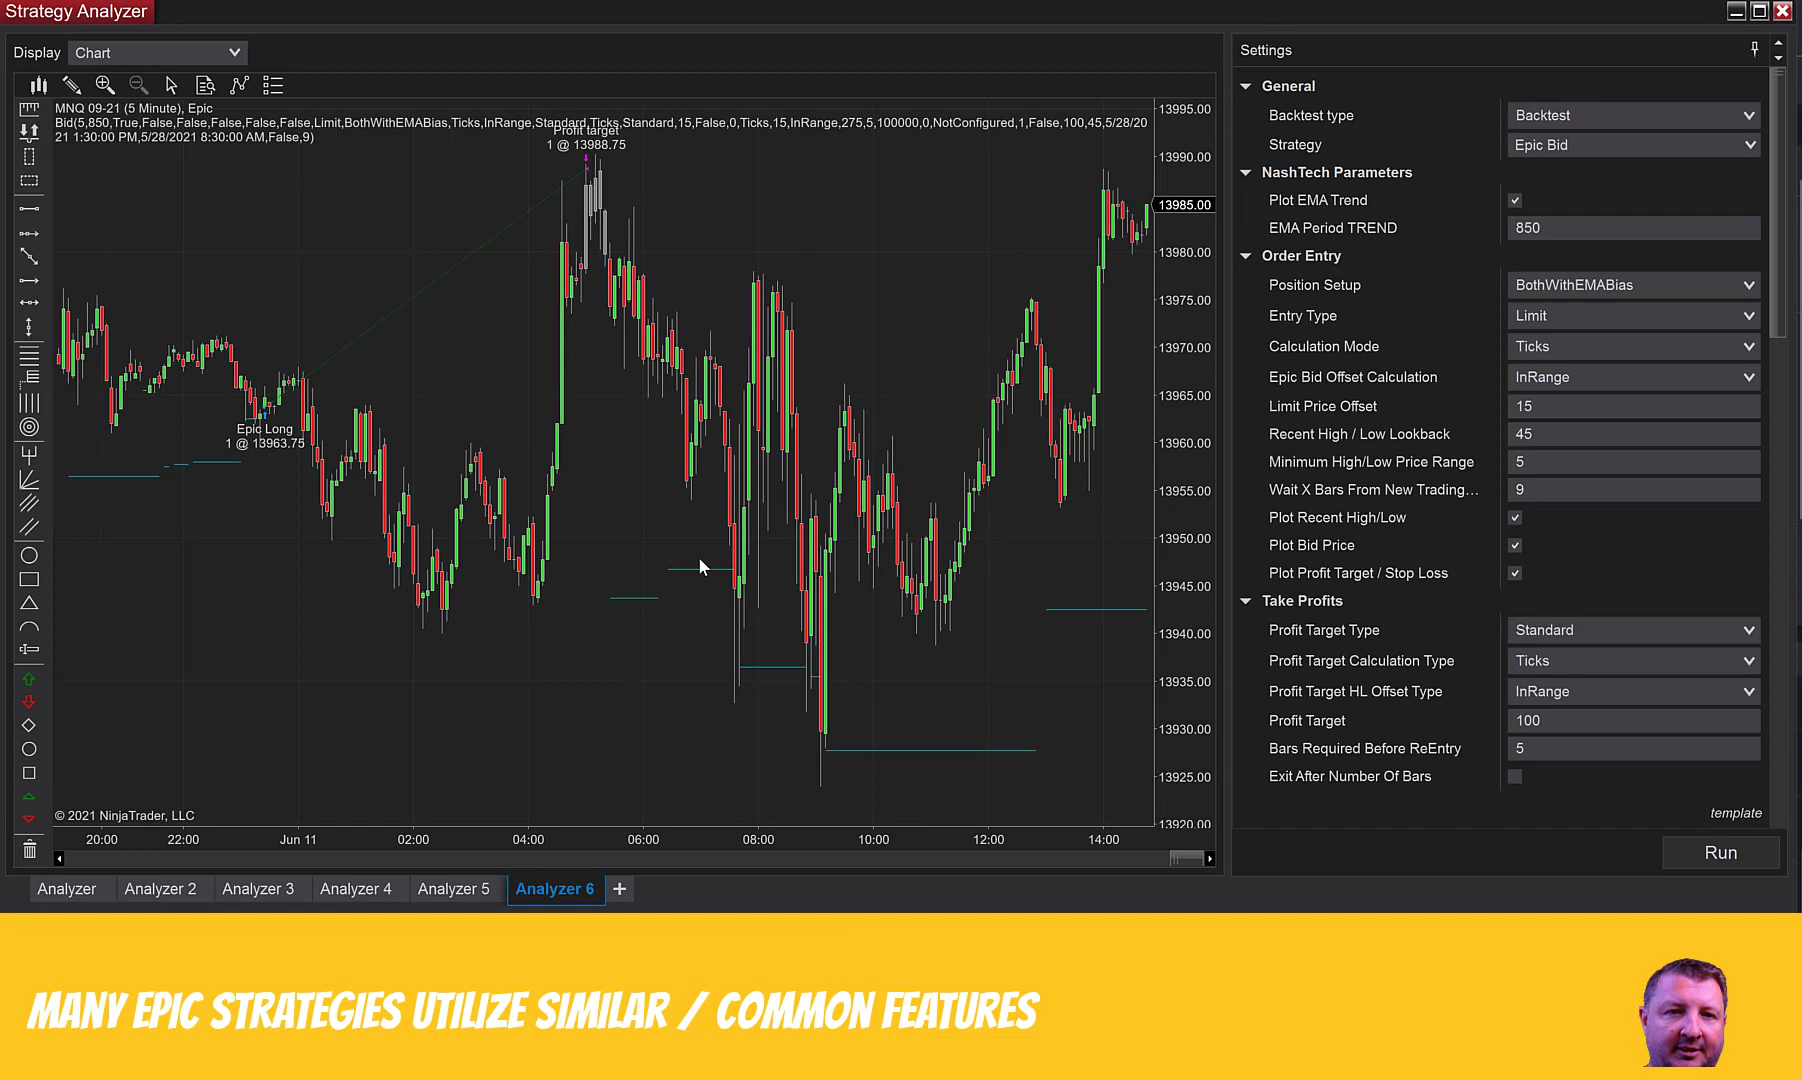 Strategy Analyzer
Display Chart
MNQ 09-21 (5 Minute), Epic
Bid(5,850,True,False,False,False,False,False,Limit,BothWithEMABias,Ticks,InRange,Standard,Ticks,Standard,15,False,0,Ticks,15,InRange,275,5,100000,0,NotConfigured,1,False,100,45,5/28/20
21 1:30:00 PM,5/28/2021 8:30:00 AM,False,9)
Profit target
1 @ 13988.75
Epic Long
1 @ 13963.75
13995.00
13990.00
13985.00
13980.00
13975.00
13970.00
13965.00
13960.00
13955.00
13950.00
13945.00
13940.00
13935.00
13930.00
13925.00
13920.00
© 2021 NinjaTrader, LLC
20:00 22:00 Jun 11 02:00 04:00 06:00 08:00 10:00 12:00 14:00
Analyzer Analyzer 2 Analyzer 3 Analyzer 4 Analyzer 5 Analyzer 6 +
Settings
General
Backtest type Backtest
Strategy Epic Bid
NashTech Parameters
Plot EMA Trend
EMA Period TREND 850
Order Entry
Position Setup BothWithEMABias
Entry Type Limit
Calculation Mode Ticks
Epic Bid Offset Calculation InRange
Limit Price Offset 15
Recent High / Low Lookback 45
Minimum High/Low Price Range 5
Wait X Bars From New Trading... 9
Plot Recent High/Low
Plot Bid Price
Plot Profit Target / Stop Loss
Take Profits
Profit Target Type Standard
Profit Target Calculation Type Ticks
Profit Target HL Offset Type InRange
Profit Target 100
Bars Required Before ReEntry 5
Exit After Number Of Bars
template
Run
MANY EPIC STRATEGIES UTILIZE SIMILAR / COMMON FEATURES